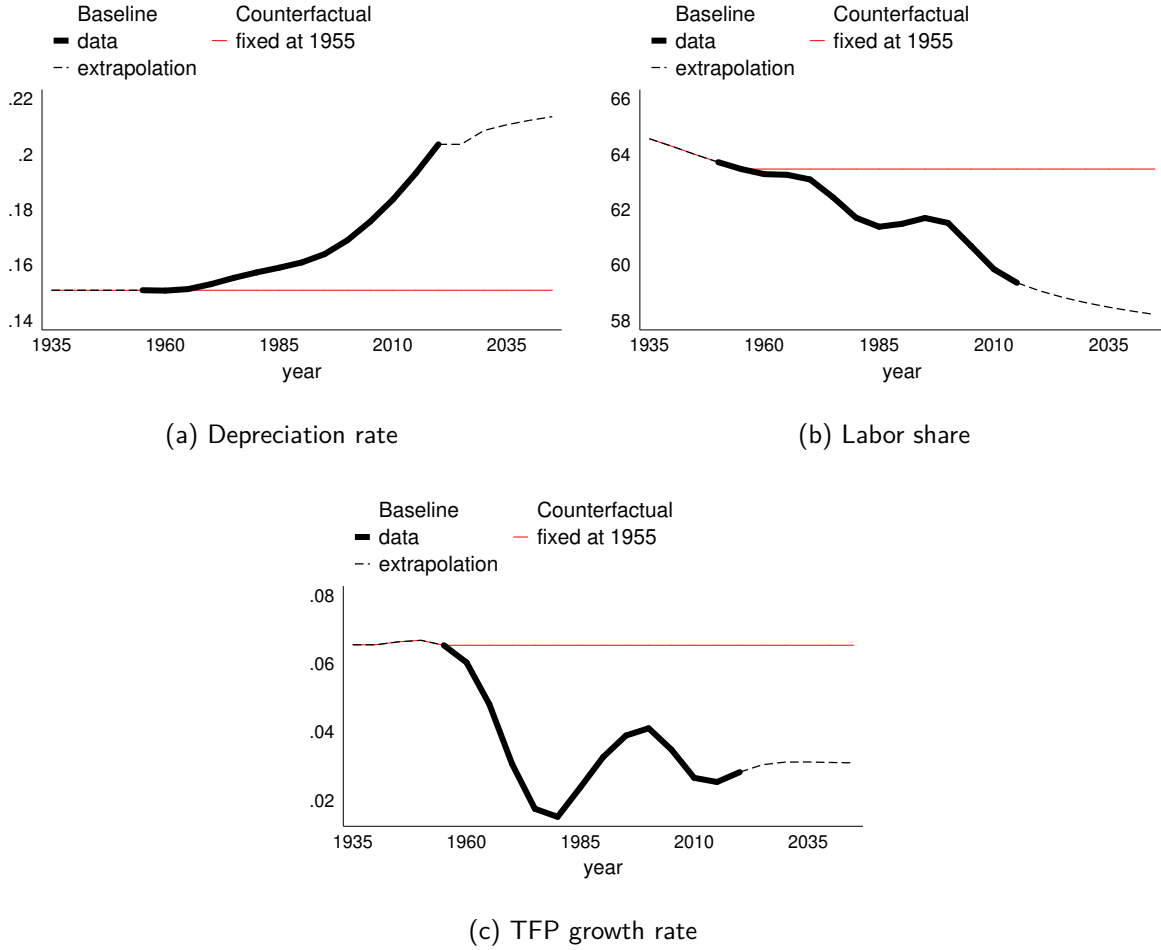 Baseline Counterfactual
data fixed at 1955
extrapolation
.22
.2
.18
.16
.14
1935 1960 1985 2010 2035
year
(a) Depreciation rate
Baseline Counterfactual
data fixed at 1955
extrapolation
66
64
62
60
58
1935 1960 1985 2010 2035
year
(b) Labor share
Baseline Counterfactual
data fixed at 1955
extrapolation
.08
.06
.04
.02
1935 1960 1985 2010 2035
year
(c) TFP growth rate